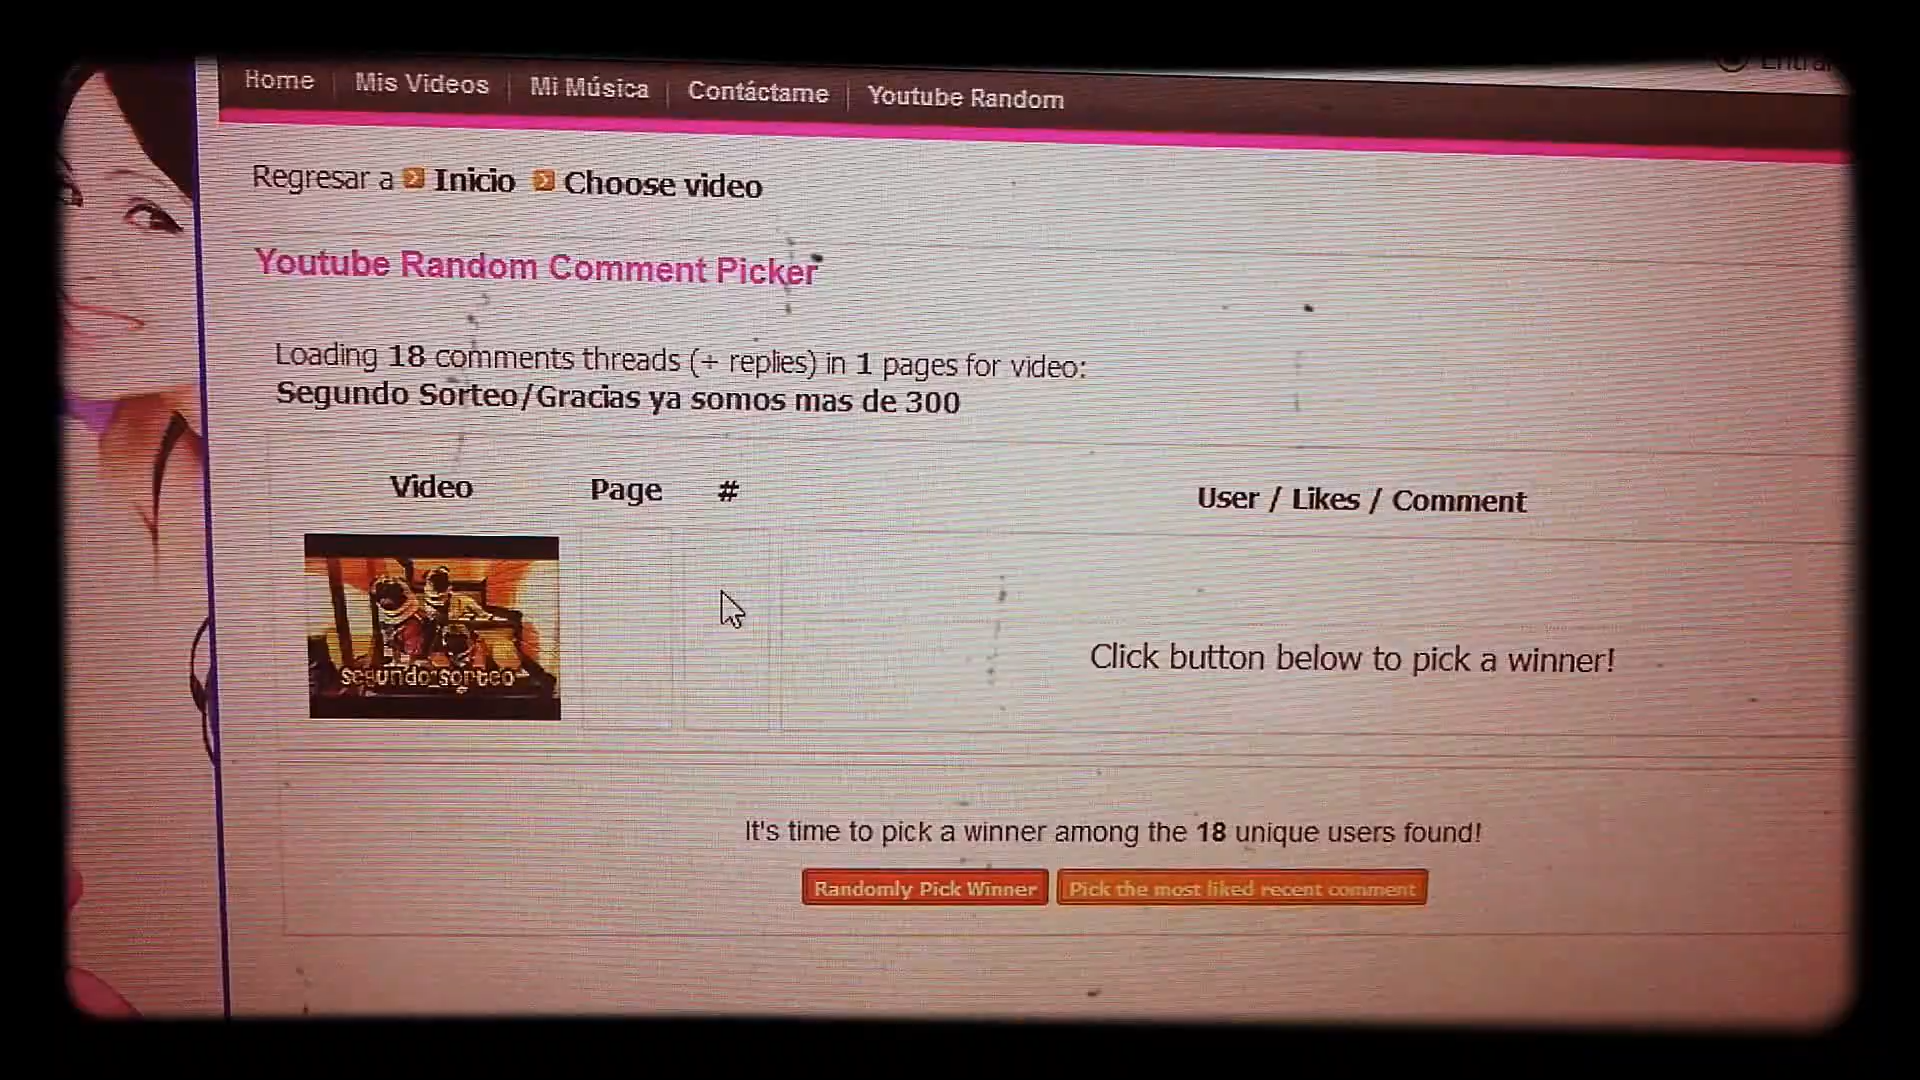 Home | Mis Videos | Mi Música | Contáctame | Youtube Random
Regresar a Inicio Choose video
Youtube Random Comment Picker
Loading 18 comments threads (+ replies) in 1 pages for video:
Segundo Sorteo/Gracias ya somos mas de 300
Video Page # User / Likes / Comment
segundo sorteo
Click button below to pick a winner!
It's time to pick a winner among the 18 unique users found!
Randomly Pick Winner Pick the most liked recent comment